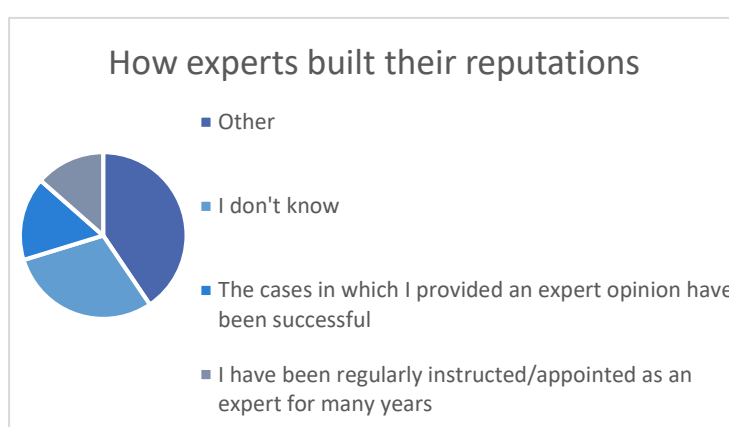 How experts built their reputations
Other
I don't know
The cases in which I provided an expert opinion have
been successful
I have been regularly instructed/appointed as an
expert for many years